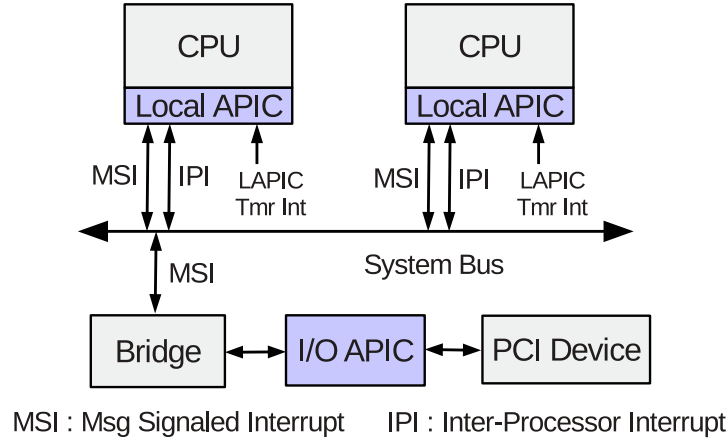 CPU
CPU
Local APIC
Local APIC
MSI
IPI
LAPIC
Tmr Int
MSI
IPI
LAPIC
Tmr Int
System Bus
MSI
Bridge
I/O APIC
PCI Device
MSI : Msg Signaled Interrupt
IPI : Inter-Processor Interrupt